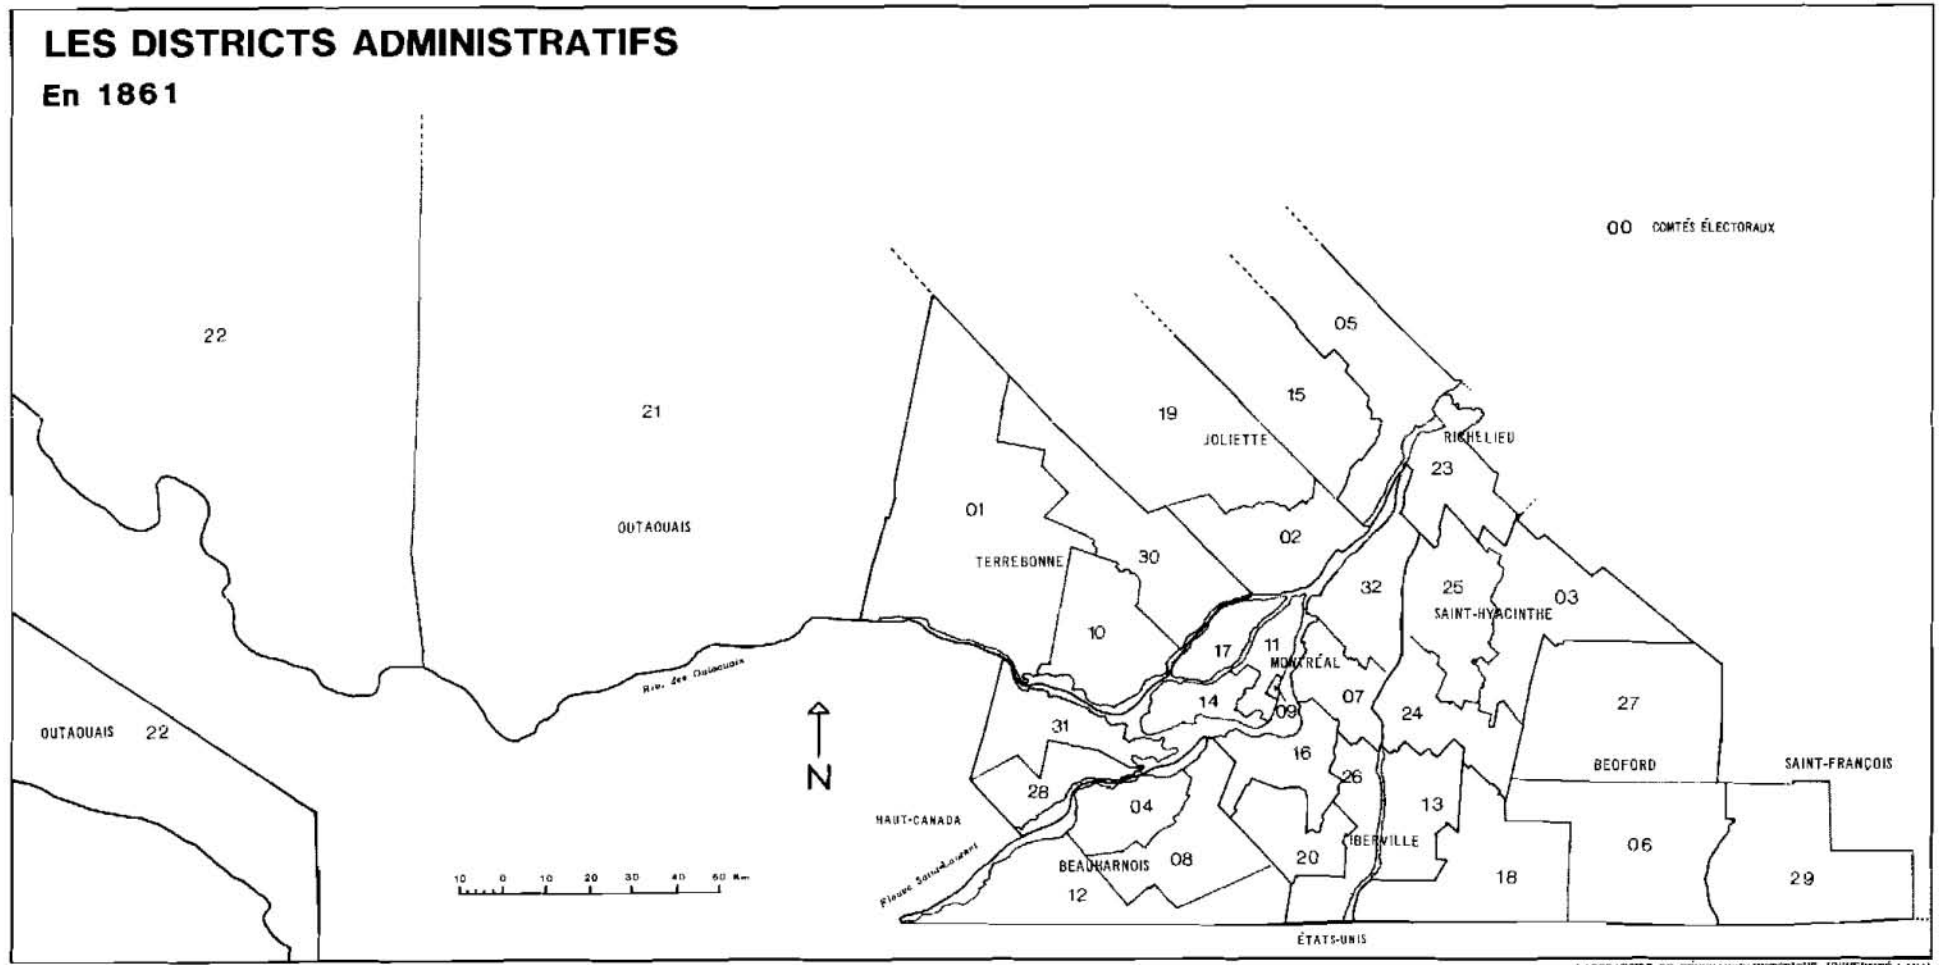 LES DISTRICTS ADMINISTRATIFS
En 1861
00 COMTÉS ÉLECTORAUX
22
21
05
15
19
JOLIETTE
RICHELIEU
23
01
OUTAOUAIS
02
TERREBONNE
30
32
25
03
SAINT-HYACINTHE
10
17
11
MONTRÉAL
Riv. des Outaouais
07
14
09
24
27
31
OUTAOUAIS 22
16
26
BEDFORD
SAINT-FRANÇOIS
N
28
04
13
HAUT-CANADA
IBERVILLE
06
20
08
BEAUHARNOIS
18
29
12
Fleuve Saint-Laurent
10 0 10 20 30 40 50 Km
ÉTATS-UNIS